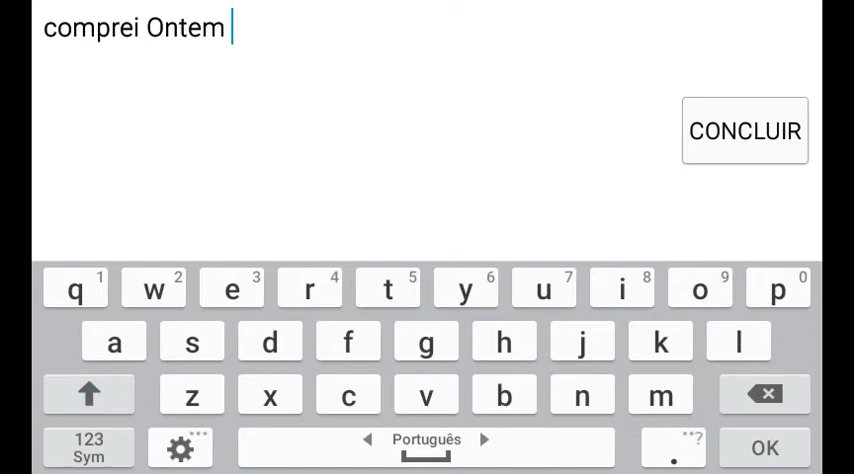 comprei Ontem
CONCLUIR
q 1 w 2 e 3 r 4 t 5 y 6 u 7 i 8 o 9 p 0
a s d f g h j k l
z x c v b n m
123 Sym Português . ? OK